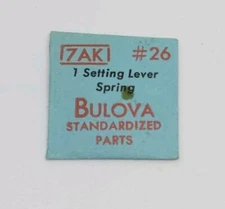 7AK #26
1 Setting Lever
Spring
BULOVA
STANDARDIZED
PARTS